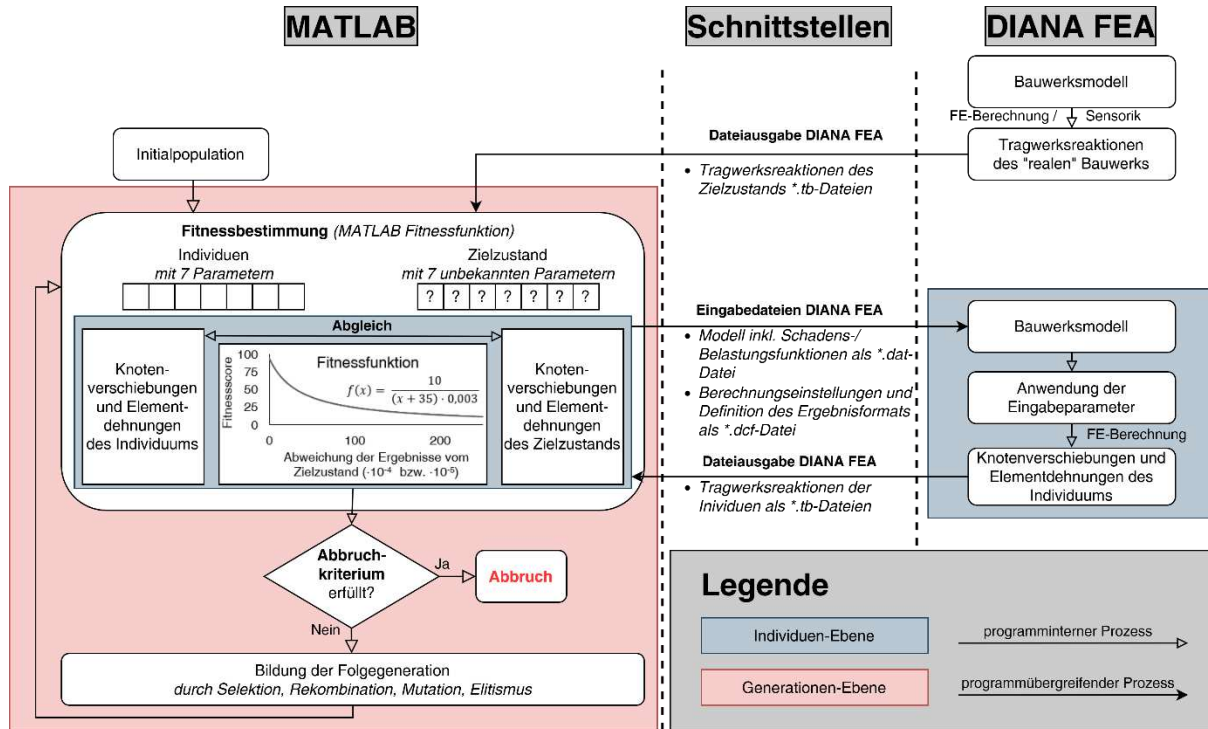 MATLAB
Schnittstellen
DIANA FEA
Initialpopulation
Dateiausgabe DIANA FEA
• Tragwerksreaktionen des
Zielzustands *.tb-Dateien
Bauwerksmodell
FE-Berechnung / Sensorik
Tragwerksreaktionen
des "realen" Bauwerks
Fitnessbestimmung (MATLAB Fitnessfunktion)
Individuen
mit 7 Parametern
Zielzustand
mit 7 unbekannten Parametern
? ? ? ? ? ? ?
Abgleich
Knoten-
verschiebungen
und Element-
dehnungen
des Individuums
Fitnessfunktion
f(x) = 10 / ((x + 35) · 0,003)
Fitnessscore
100
75
50
25
0
0 100 200
Abweichung der Ergebnisse vom
Zielzustand (·10⁻⁴ bzw. ·10⁻⁵)
Knoten-
verschiebungen
und Element-
dehnungen
des Zielzustands
Eingabedateien DIANA FEA
• Modell inkl. Schadens-/
Belastungsfunktionen als *.dat-
Datei
• Berechnungseinstellungen und
Definition des Ergebnisformats
als *.dcf-Datei
Dateiausgabe DIANA FEA
• Tragwerksreaktionen der
Inividuen als *.tb-Dateien
Bauwerksmodell
Anwendung der
Eingabeparameter
FE-Berechnung
Knotenverschiebungen und
Elementdehnungen des
Individuums
Abbruch-
kriterium
erfüllt?
Ja
Abbruch
Nein
Bildung der Folgegeneration
durch Selektion, Rekombination, Mutation, Elitismus
Legende
Individuen-Ebene
programminterner Prozess
Generationen-Ebene
programmübergreifender Prozess